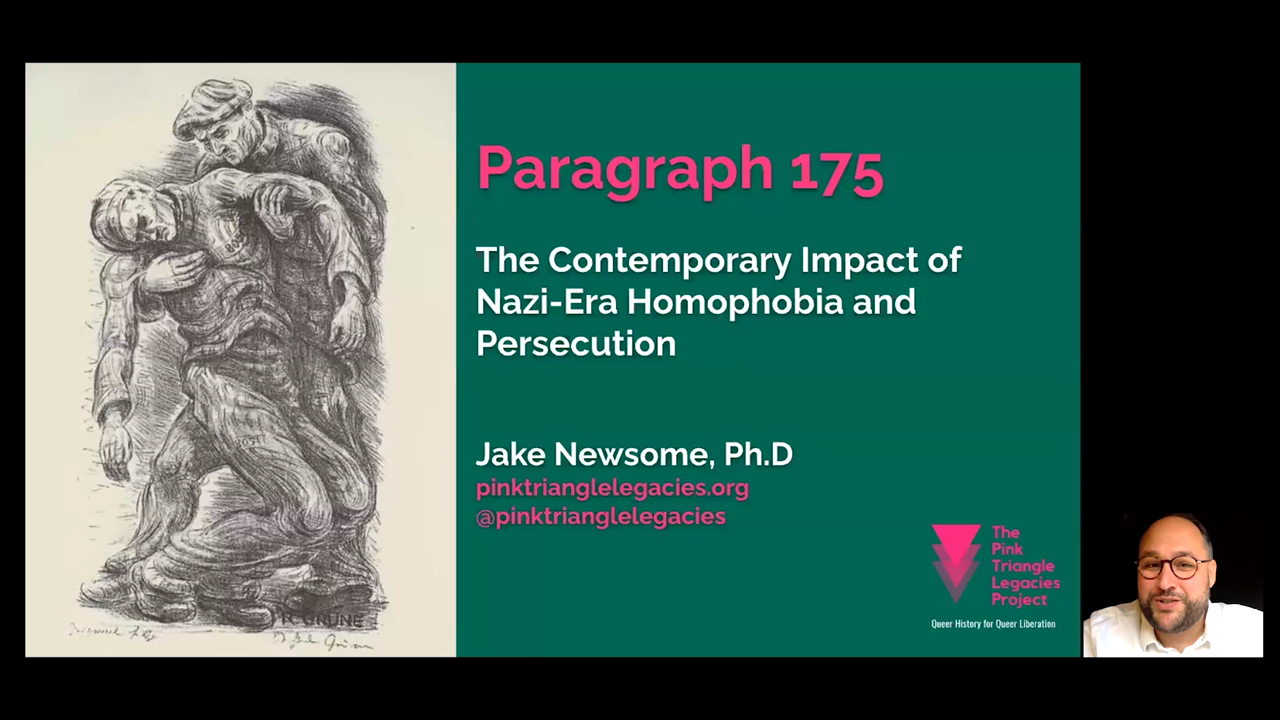 Paragraph 175
The Contemporary Impact of
Nazi-Era Homophobia and
Persecution
Jake Newsome, Ph.D
pinktrianglelegacies.org
@pinktrianglelegacies
The
Pink
Triangle
Legacies
Project
Queer History for Queer Liberation